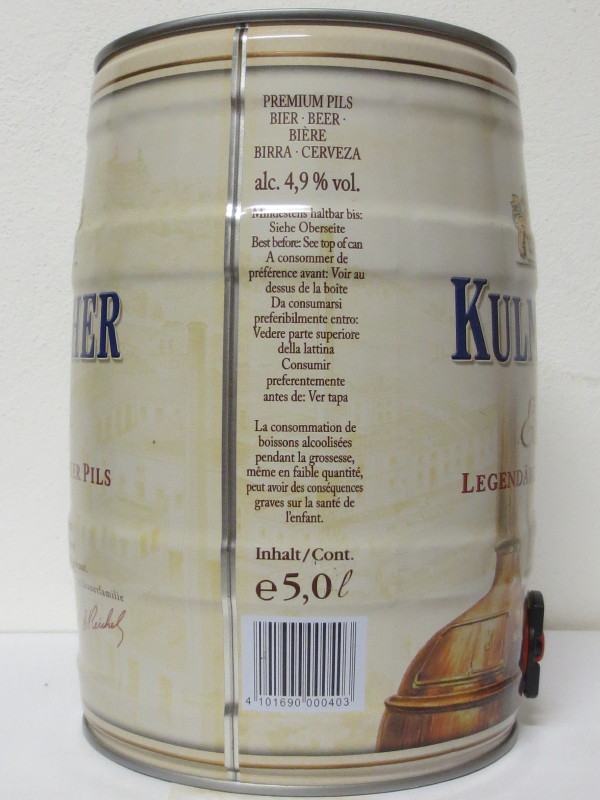 PREMIUM PILS
BIER · BEER ·
BIÈRE
BIRRA · CERVEZA
alc. 4,9 % vol.
Mindestens haltbar bis:
Siehe Oberseite
Best before: See top of can
A consommer de
préférence avant: Voir au
dessus de la boîte
Da consumarsi
preferibilmente entro:
Vedere parte superiore
della lattina
Consumir
preferentemente
antes de: Ver tapa
La consommation de
boissons alcoolisées
pendant la grossesse,
même en faible quantité,
peut avoir des conséquences
graves sur la santé de
l'enfant.
Inhalt/Cont.
e 5,0 l
4 101690 000403
HER
ER PILS
KUL
LEGENDÄ